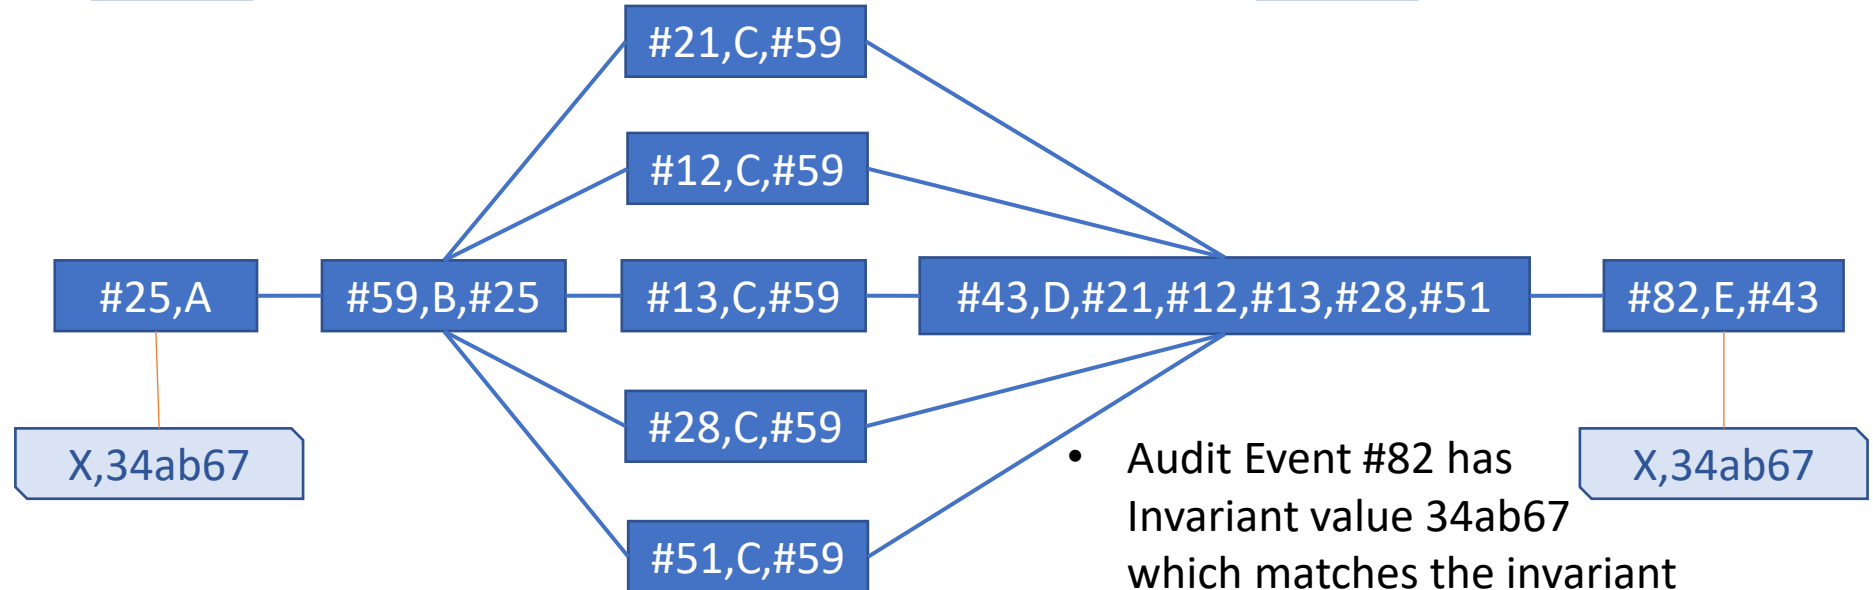 #21,C,#59
#12,C,#59
#25,A
#59,B,#25
#13,C,#59
#43,D,#21,#12,#13,#28,#51
#82,E,#43
#28,C,#59
X,34ab67
• Audit Event #82 has
Invariant value 34ab67
which matches the invariant
X,34ab67
#51,C,#59